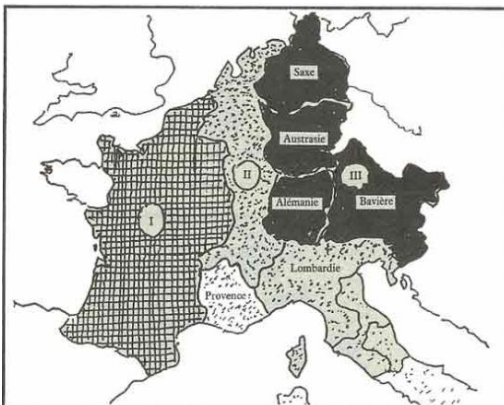 Saxe
Austrasie
II
III
Alémanie
Bavière
I
Lombardie
Provence